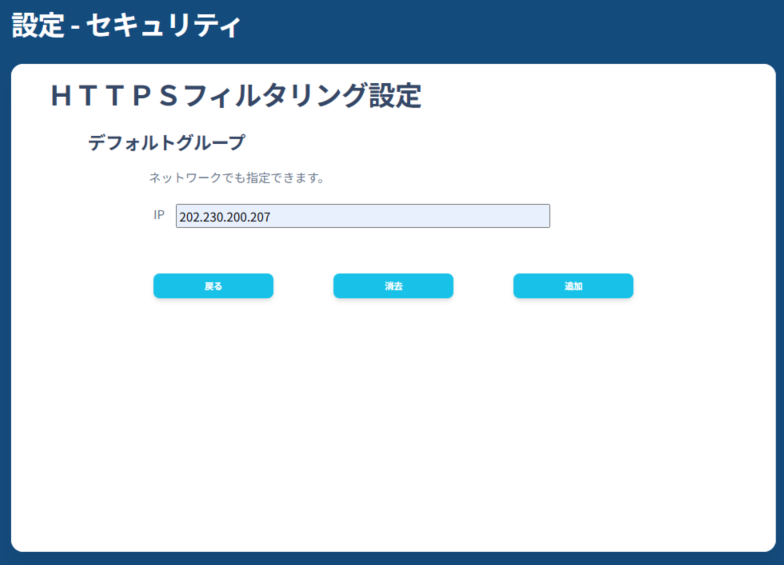 設定 - セキュリティ
ＨＴＴＰＳフィルタリング設定
デフォルトグループ
ネットワークでも指定できます。
IP 202.230.200.207
戻る 消去 追加